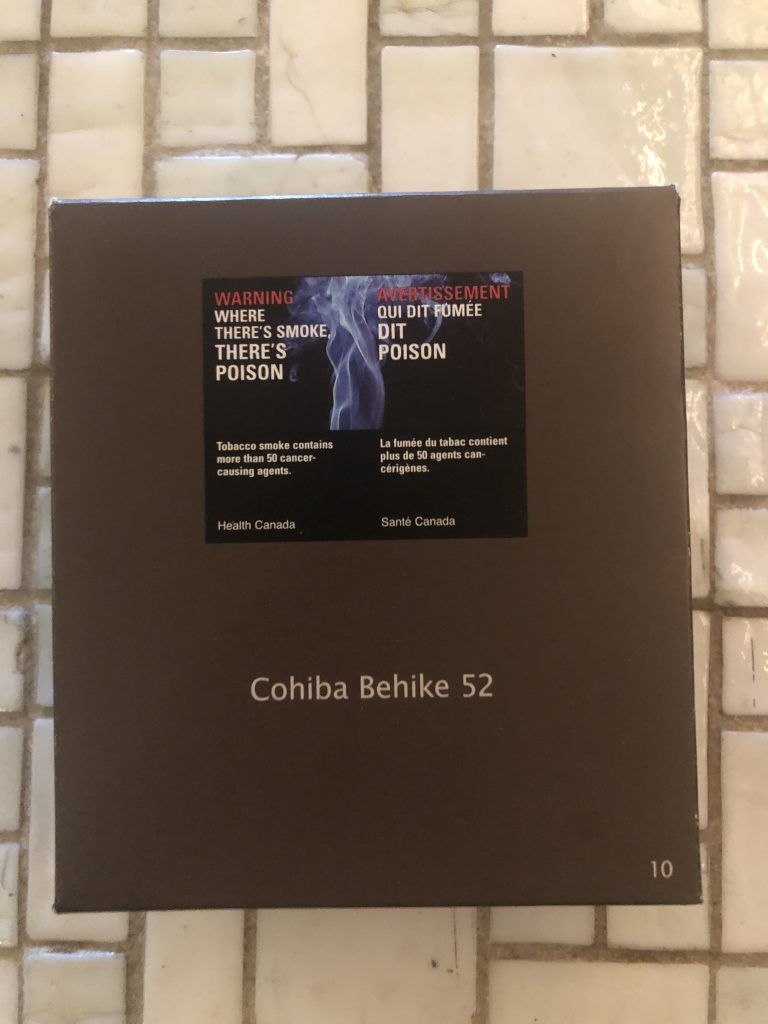 WARNING
WHERE
THERE'S SMOKE,
THERE'S
POISON
Tobacco smoke contains
more than 50 cancer-
causing agents.
Health Canada
AVERTISSEMENT
QUI DIT FUMÉE
DIT
POISON
La fumée du tabac contient
plus de 50 agents can-
cérigènes.
Santé Canada
Cohiba Behike 52
10